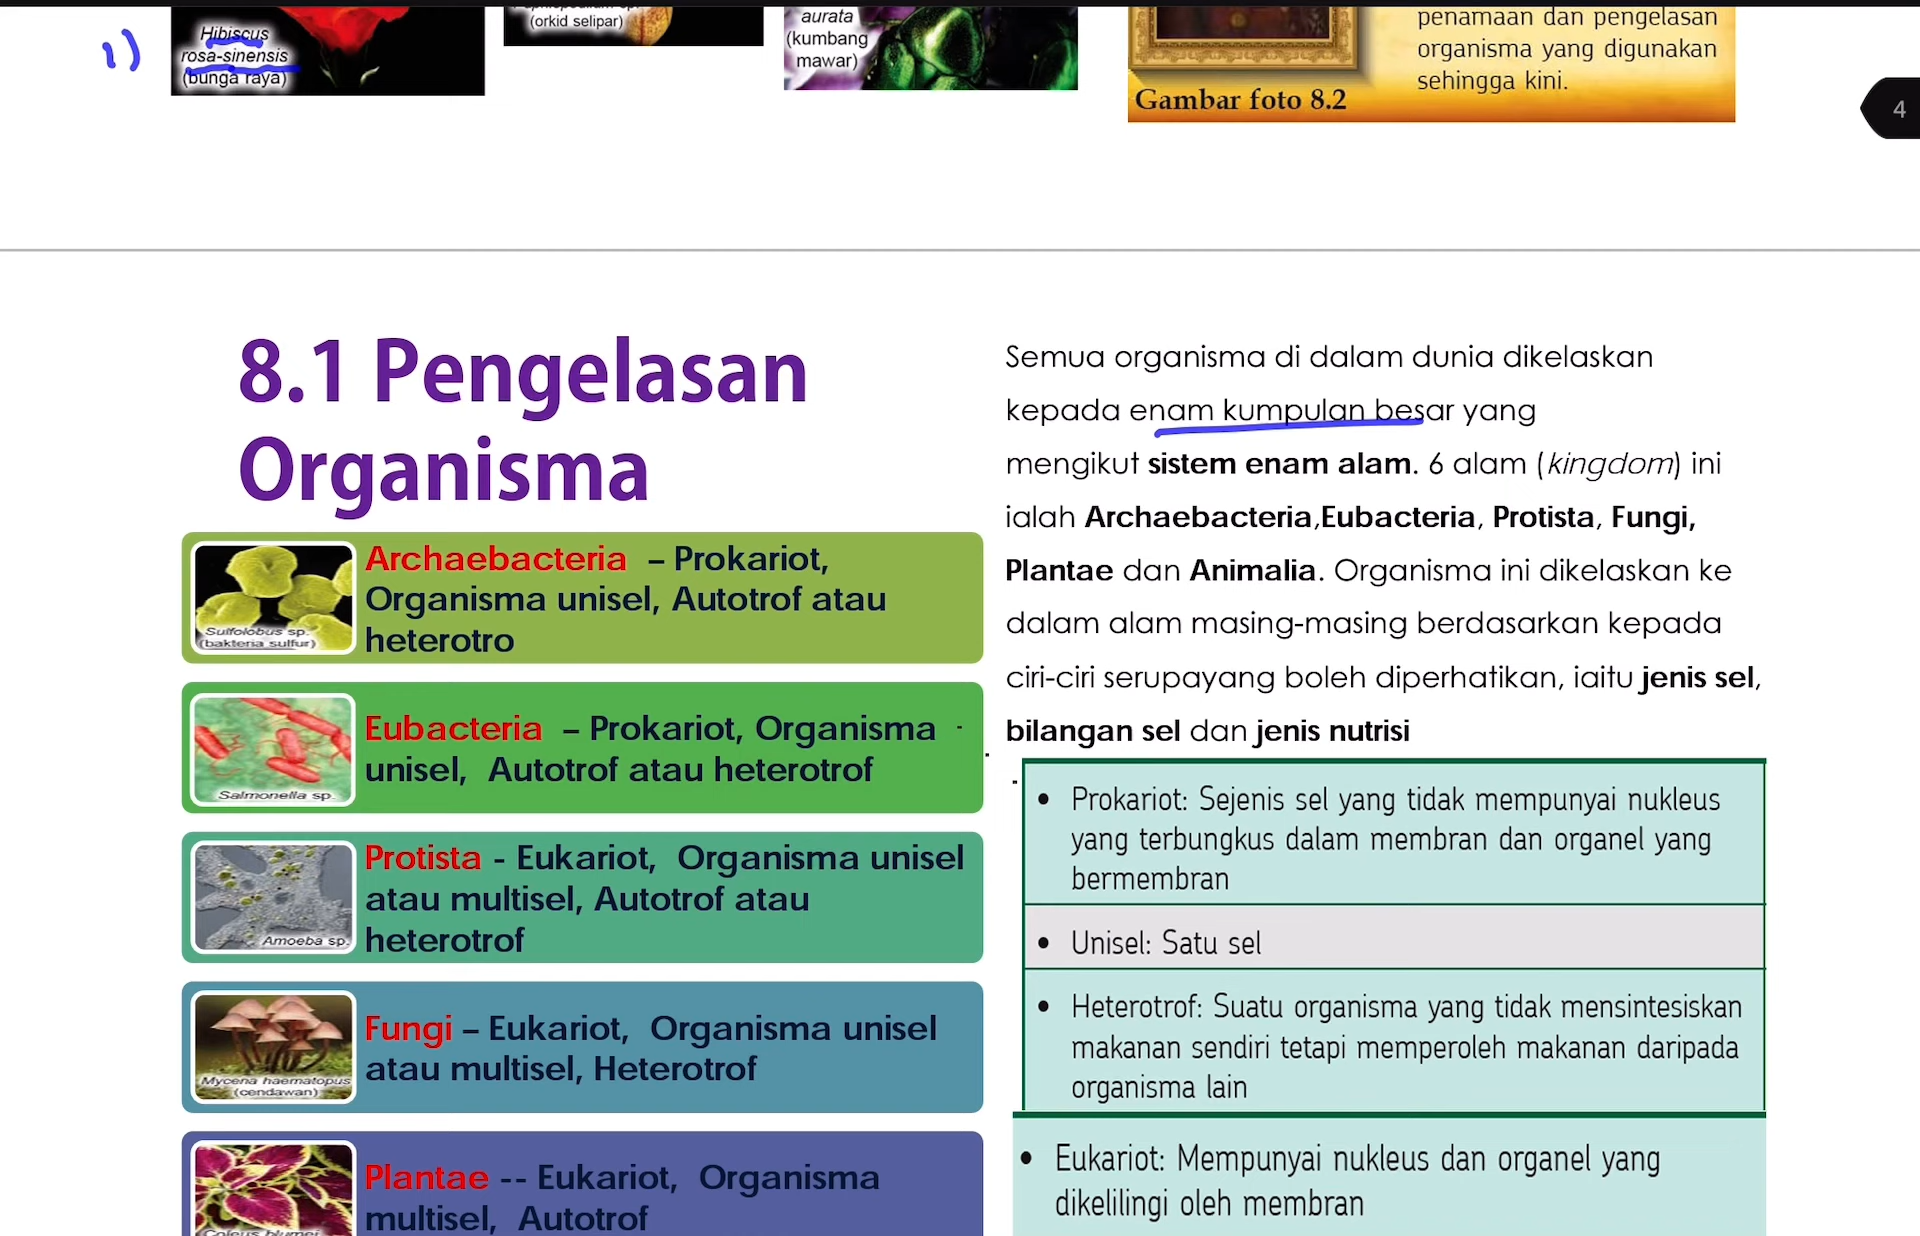 1)
Hibiscus
rosa-sinensis
(bunga raya)
(orkid selipar)
aurata
(kumbang
mawar)
penamaan dan pengelasan
organisma yang digunakan
sehingga kini.
Gambar foto 8.2
4
8.1 Pengelasan
Organisma
Archaebacteria – Prokariot,
Organisma unisel, Autotrof atau
heterotro
Sulfolobus sp.
(bakteria sulfur)
Eubacteria – Prokariot, Organisma
unisel, Autotrof atau heterotrof
Salmonella sp.
Protista - Eukariot, Organisma unisel
atau multisel, Autotrof atau
heterotrof
Amoeba sp.
Fungi – Eukariot, Organisma unisel
atau multisel, Heterotrof
Mycena haematopus
(cendawan)
Plantae -- Eukariot, Organisma
multisel, Autotrof
Coleus blumei
Semua organisma di dalam dunia dikelaskan
kepada enam kumpulan besar yang
mengikut sistem enam alam. 6 alam (kingdom) ini
ialah Archaebacteria,Eubacteria, Protista, Fungi,
Plantae dan Animalia. Organisma ini dikelaskan ke
dalam alam masing-masing berdasarkan kepada
ciri-ciri serupayang boleh diperhatikan, iaitu jenis sel,
bilangan sel dan jenis nutrisi
• Prokariot: Sejenis sel yang tidak mempunyai nukleus
yang terbungkus dalam membran dan organel yang
bermembran
• Unisel: Satu sel
• Heterotrof: Suatu organisma yang tidak mensintesiskan
makanan sendiri tetapi memperoleh makanan daripada
organisma lain
• Eukariot: Mempunyai nukleus dan organel yang
dikelilingi oleh membran